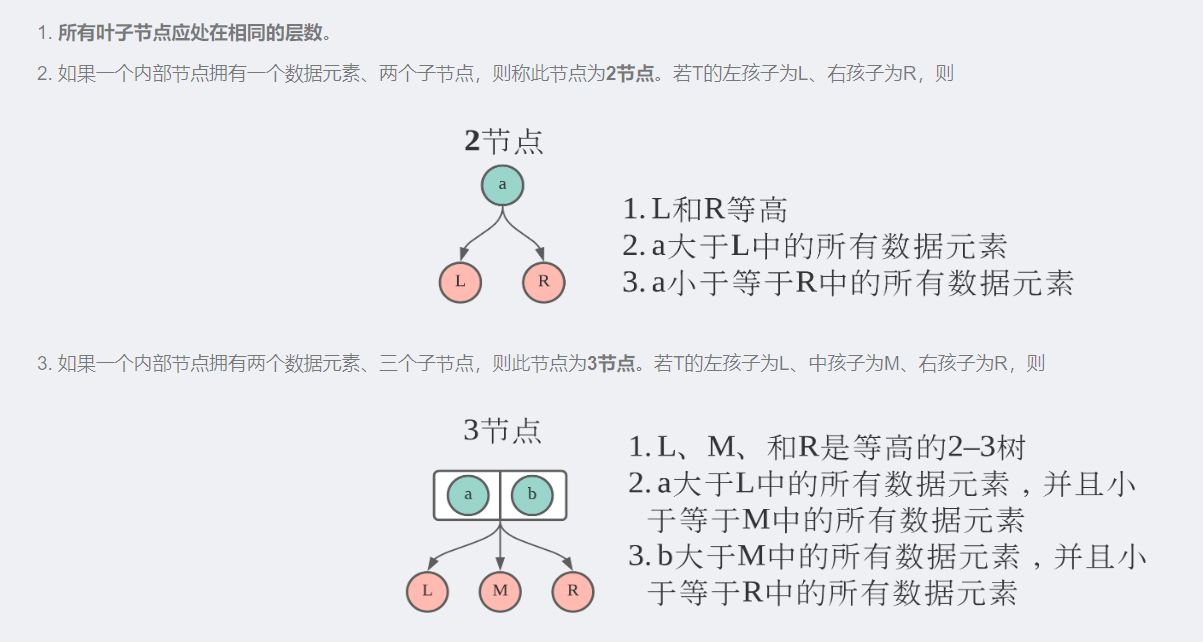 1. 所有叶子节点应处在相同的层数。
2. 如果一个内部节点拥有一个数据元素、两个子节点，则称此节点为2节点。若T的左孩子为L、右孩子为R，则
2节点
a
L
R
1. L和R等高
2. a大于L中的所有数据元素
3. a小于等于R中的所有数据元素
3. 如果一个内部节点拥有两个数据元素、三个子节点，则此节点为3节点。若T的左孩子为L、中孩子为M、右孩子为R，则
3节点
a
b
L
M
R
1. L、M、和R是等高的2–3树
2. a大于L中的所有数据元素，并且小
于等于M中的所有数据元素
3. b大于M中的所有数据元素，并且小
于等于R中的所有数据元素